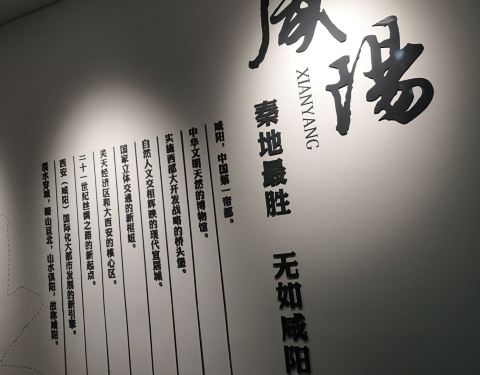 咸陽
XIANYANG
秦地最胜 无如咸阳
咸阳，中国第一帝都。
中华文明天然的博物馆。
实施西部大开发战略的桥头堡。
自然人文交相辉映的现代宜居城。
国家立体交通的新枢纽。
关天经济区和大西安的核心区。
二十一世纪丝绸之路的新起点。
西安（咸阳）国际化大都市发展的新引擎。
渭水穿城，嵕山亘北，山水俱阳，故称咸阳。